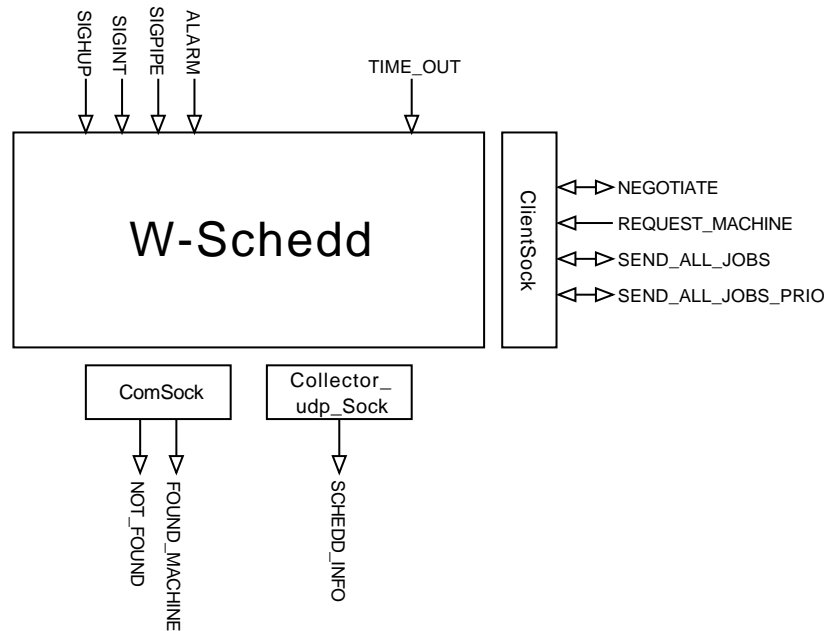 SIGHUP
SIGINT
SIGPIPE
ALARM
TIME_OUT
W-Schedd
ClientSock
NEGOTIATE
REQUEST_MACHINE
SEND_ALL_JOBS
SEND_ALL_JOBS_PRIO
ComSock
Collector_
udp_Sock
NOT_FOUND
FOUND_MACHINE
SCHEDD_INFO